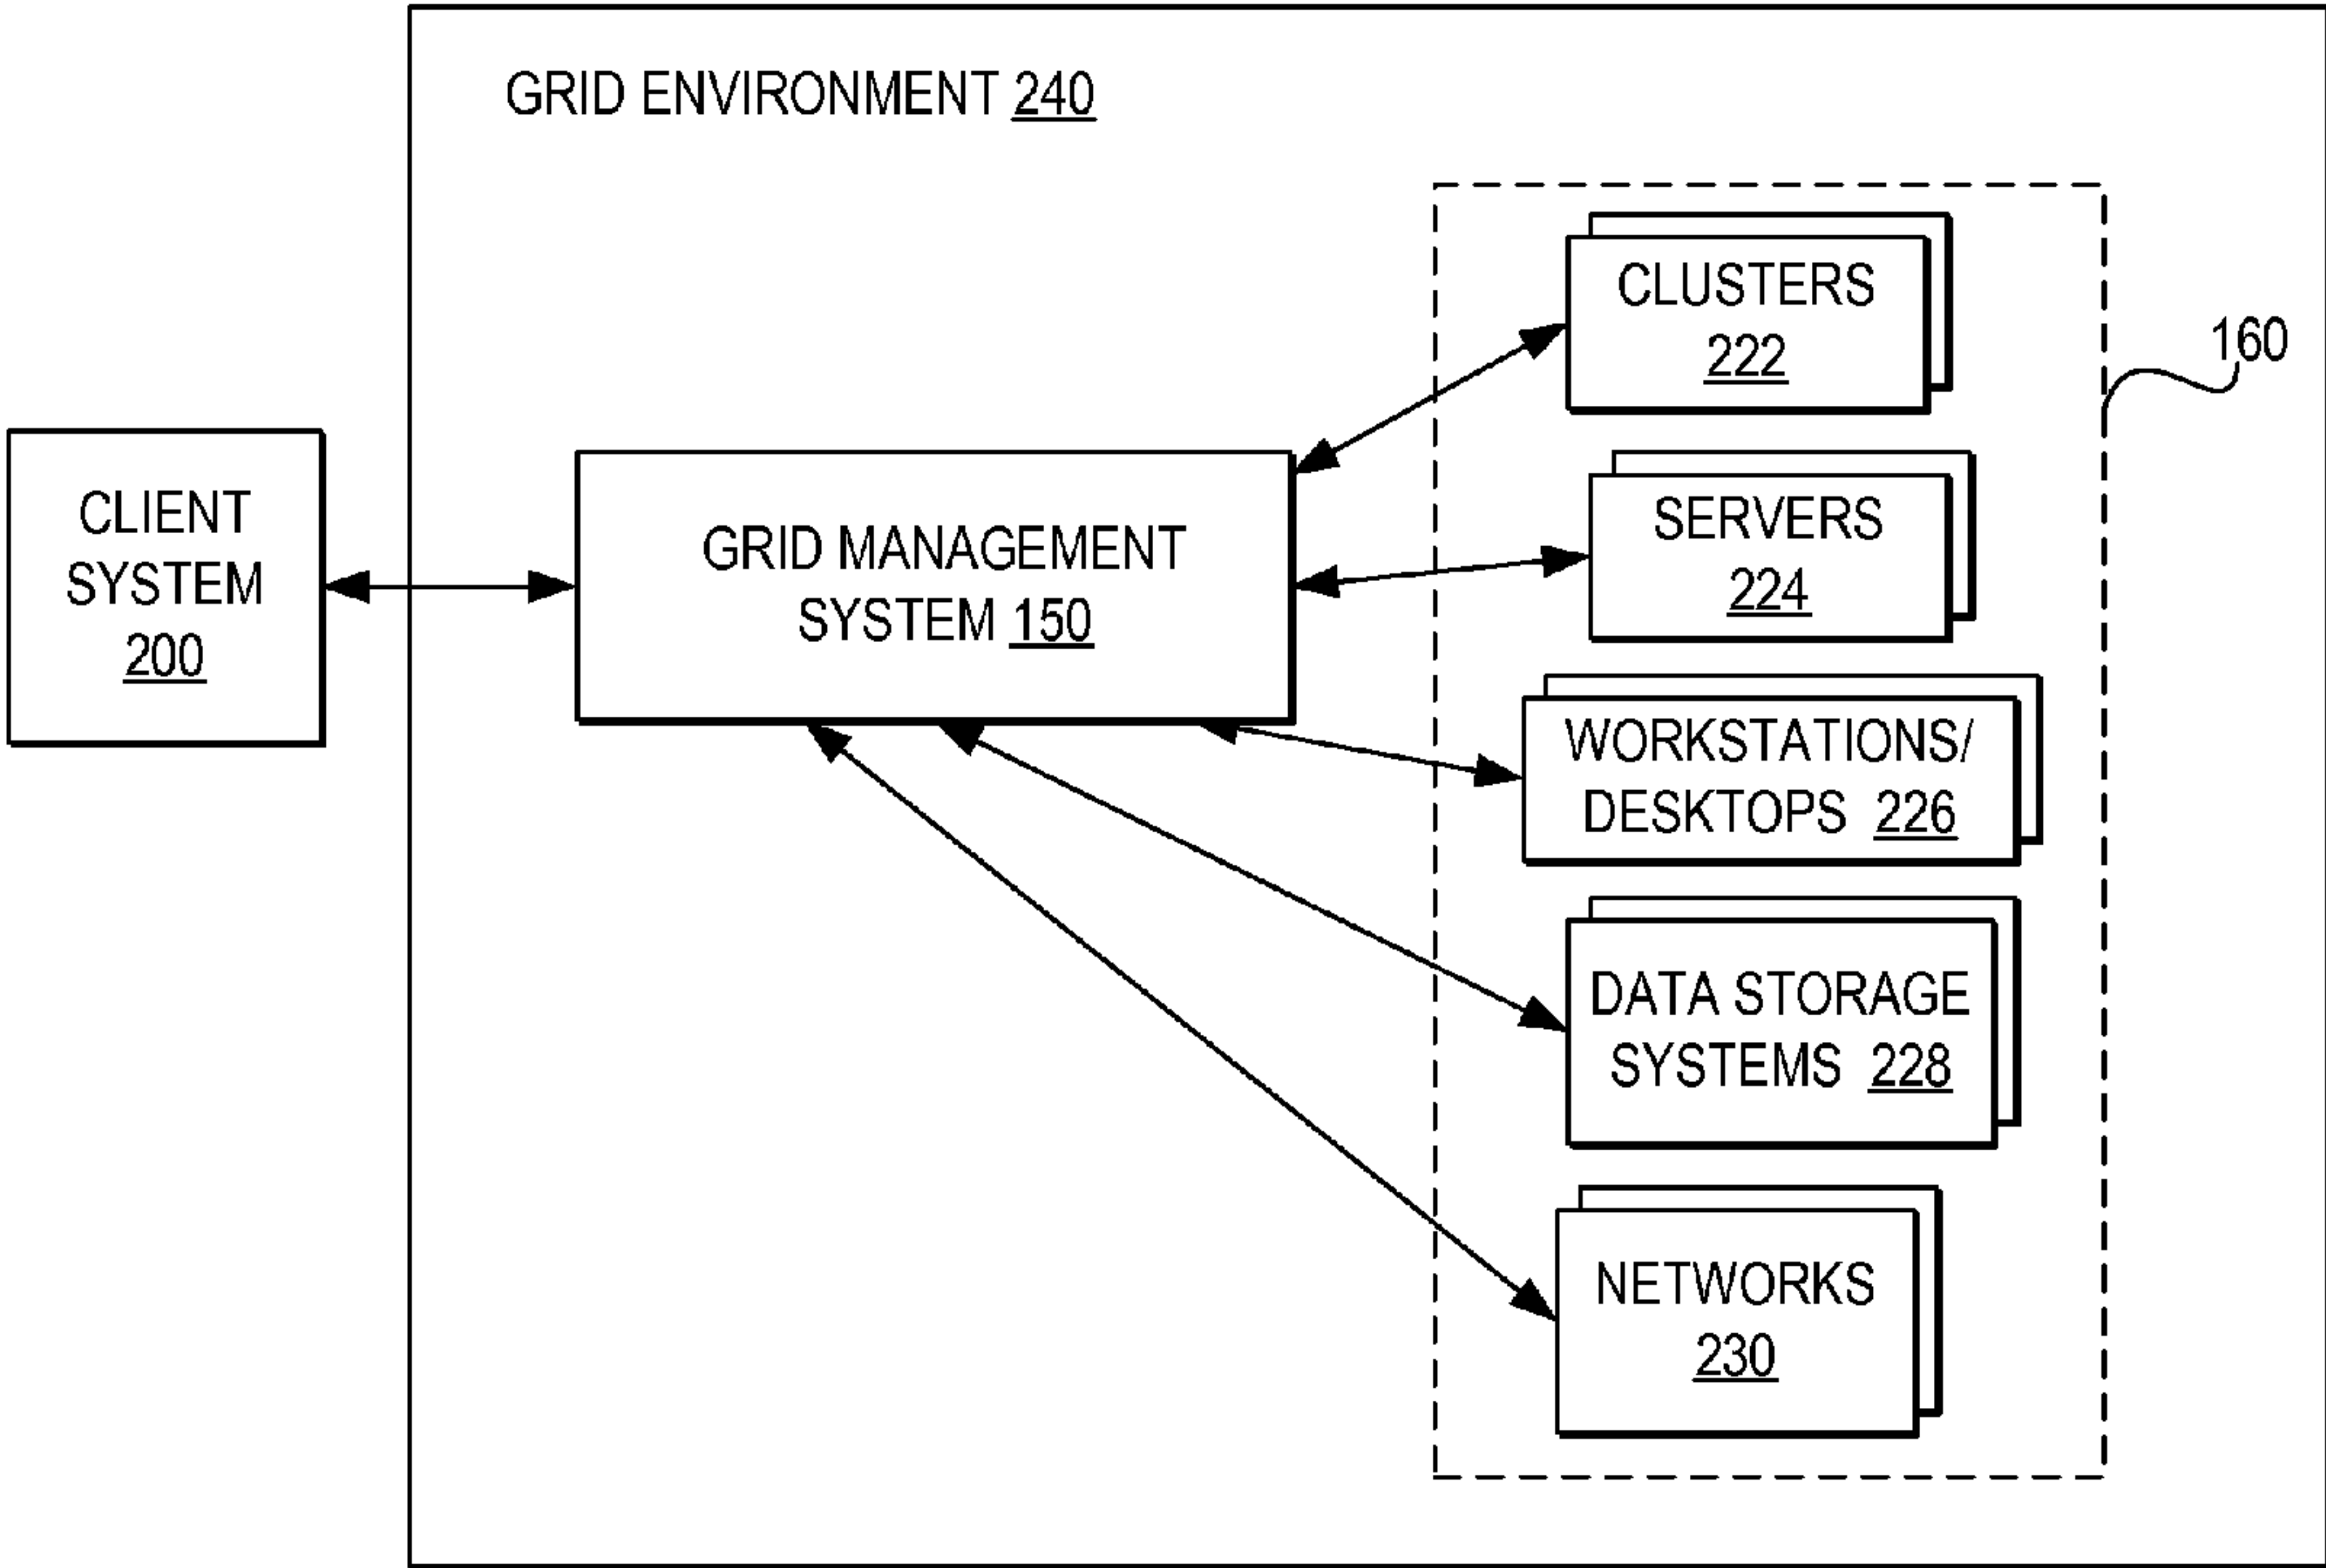 GRID ENVIRONMENT 240
CLIENT
SYSTEM
200
GRID MANAGEMENT
SYSTEM 150
CLUSTERS
222
160
SERVERS
224
WORKSTATIONS/
DESKTOPS 226
DATA STORAGE
SYSTEMS 228
NETWORKS
230